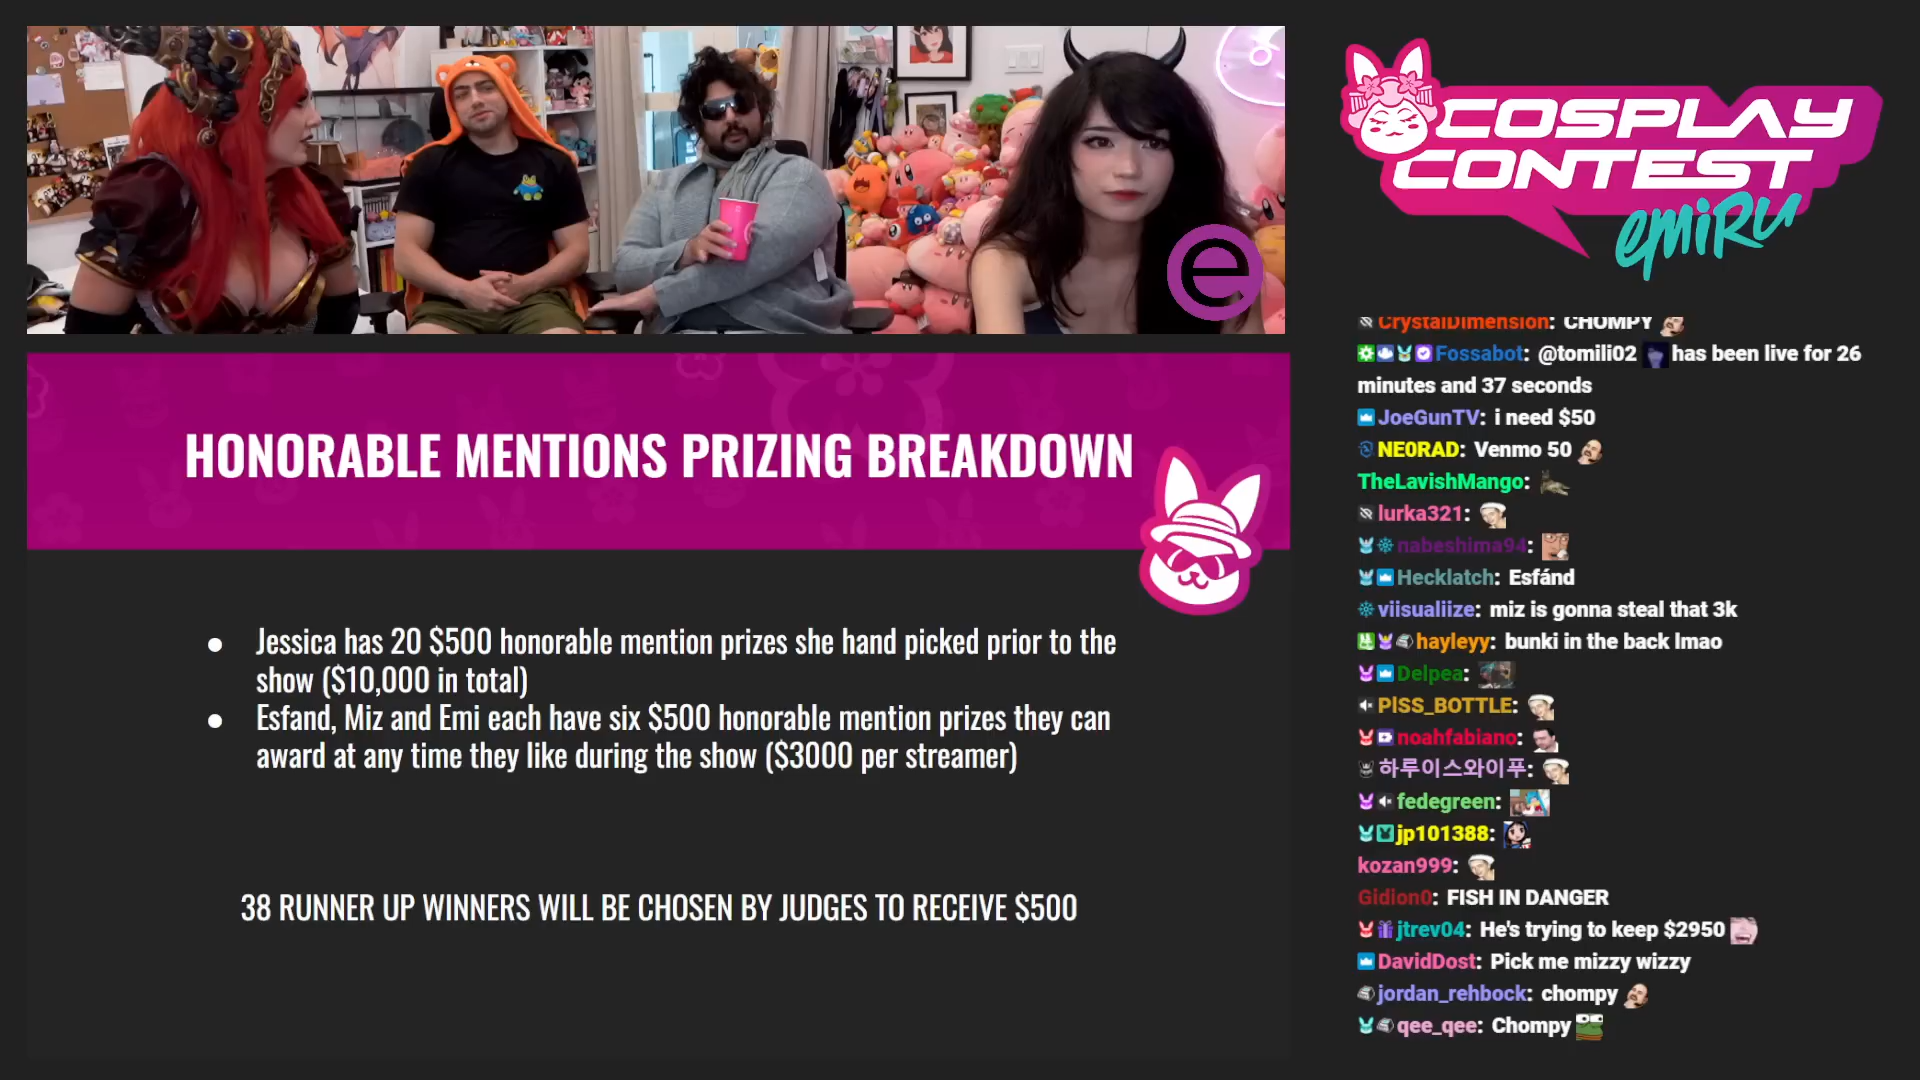 COSPLAY
CONTEST
emiru
e
HONORABLE MENTIONS PRIZING BREAKDOWN
● Jessica has 20 $500 honorable mention prizes she hand picked prior to the
show ($10,000 in total)
● Esfand, Miz and Emi each have six $500 honorable mention prizes they can
award at any time they like during the show ($3000 per streamer)
38 RUNNER UP WINNERS WILL BE CHOSEN BY JUDGES TO RECEIVE $500
CrystalDimension: CHOMPY
Fossabot: @tomili02 has been live for 26
minutes and 37 seconds
JoeGunTV: i need $50
NE0RAD: Venmo 50
TheLavishMango:
lurka321:
nabeshima94:
Hecklatch: Esfánd
viisualiize: miz is gonna steal that 3k
hayleyy: bunki in the back lmao
Delpea:
PlSS_BOTTLE:
noahfabiano:
하루이스와이푸:
fedegreen:
jp101388:
kozan999:
Gidion0: FISH IN DANGER
jtrev04: He's trying to keep $2950
DavidDost: Pick me mizzy wizzy
jordan_rehbock: chompy
qee_qee: Chompy